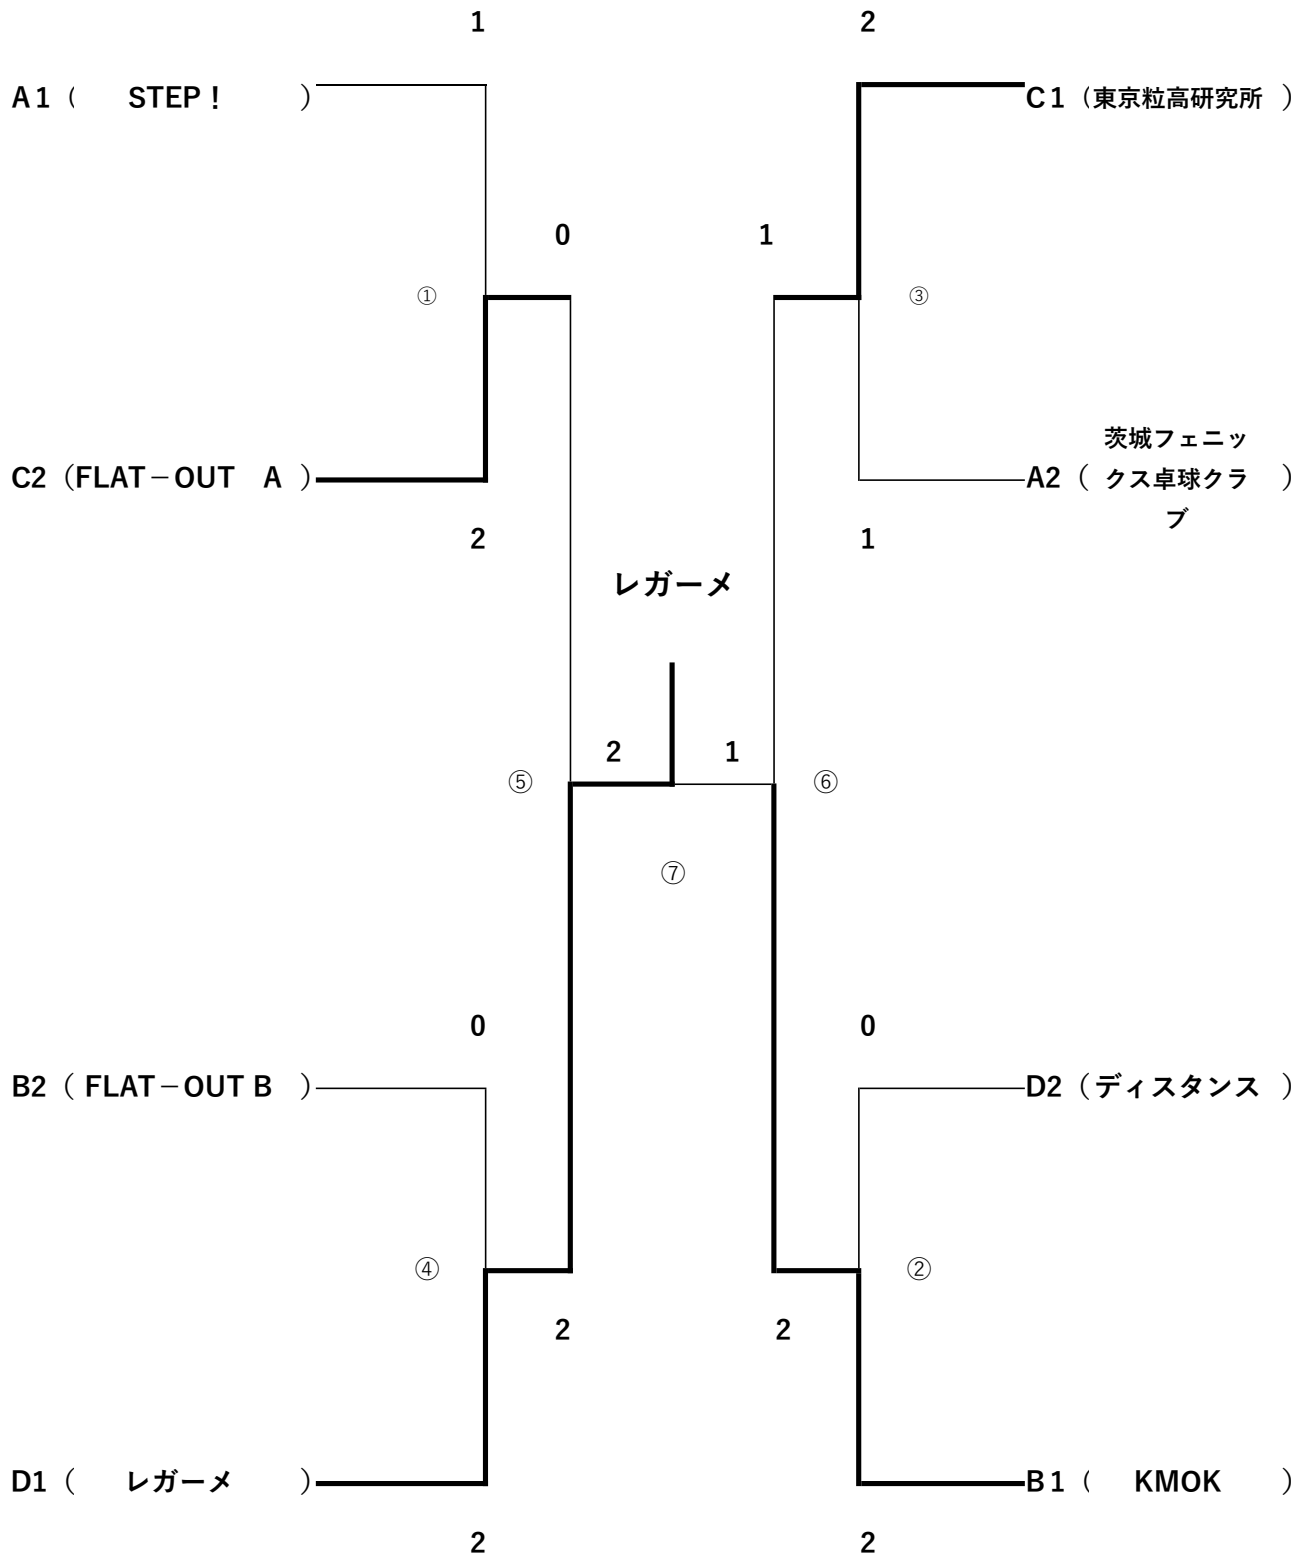 1 2
A1（ STEP！ ） C1（東京粒高研究所 ）
0 1
① ③
茨城フェニッ
C2（FLAT－OUT A ） A2（ クス卓球クラ ）
ブ
2 1
レガーメ
2 1
⑤ ⑥
⑦
0 0
B2（ FLAT－OUT B ） D2（ディスタンス ）
④ ②
2 2
D1（ レガーメ ） B1（ KMOK ）
2 2